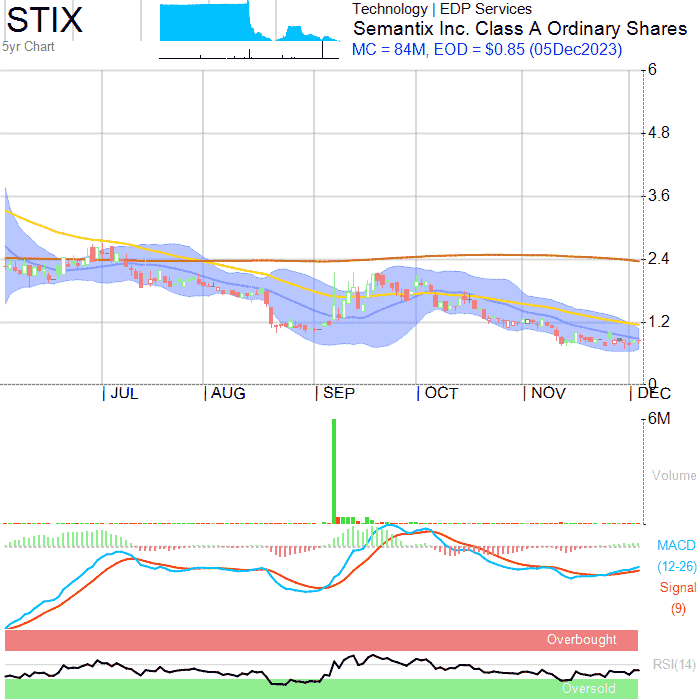 STIX
5yr Chart
Technology | EDP Services
Semantix Inc. Class A Ordinary Shares
MC = 84M, EOD = $0.85 (05Dec2023)
6
4.8
3.6
2.4
1.2
0
| JUL | AUG | SEP | OCT | NOV | DEC
6M
Volume
MACD
(12-26)
Signal
(9)
Overbought
RSI(14)
Oversold